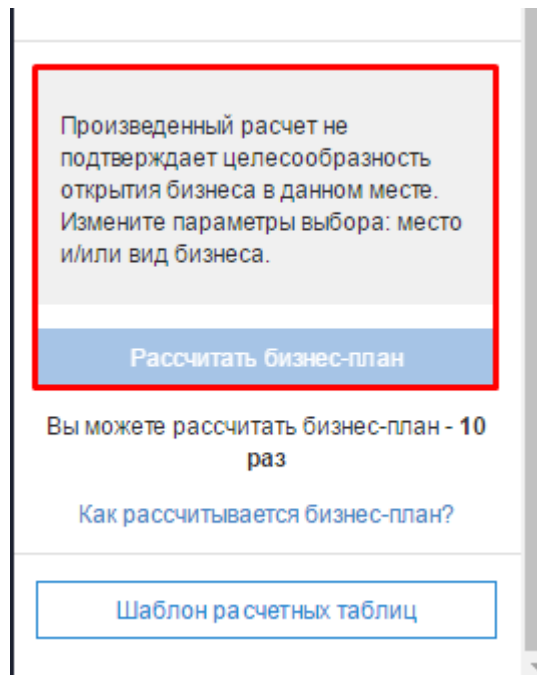 Произведенный расчет не
подтверждает целесообразность
открытия бизнеса в данном месте.
Измените параметры выбора: место
и/или вид бизнеса.
Рассчитать бизнес-план
Вы можете рассчитать бизнес-план - 10
раз
Как рассчитывается бизнес-план?
Шаблон расчетных таблиц